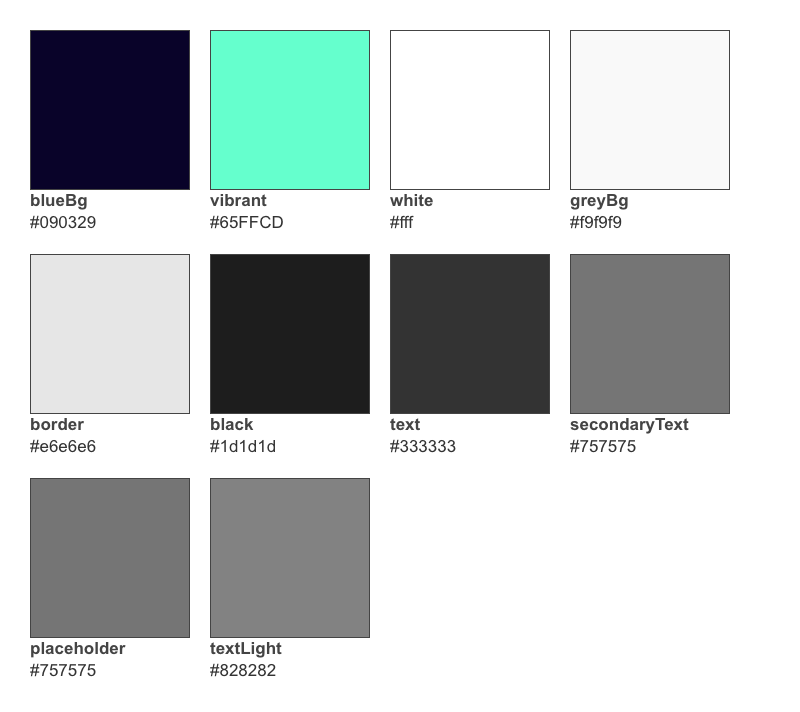 blueBg
#090329
vibrant
#65FFCD
white
#fff
greyBg
#f9f9f9
border
#e6e6e6
black
#1d1d1d
text
#333333
secondaryText
#757575
placeholder
#757575
textLight
#828282